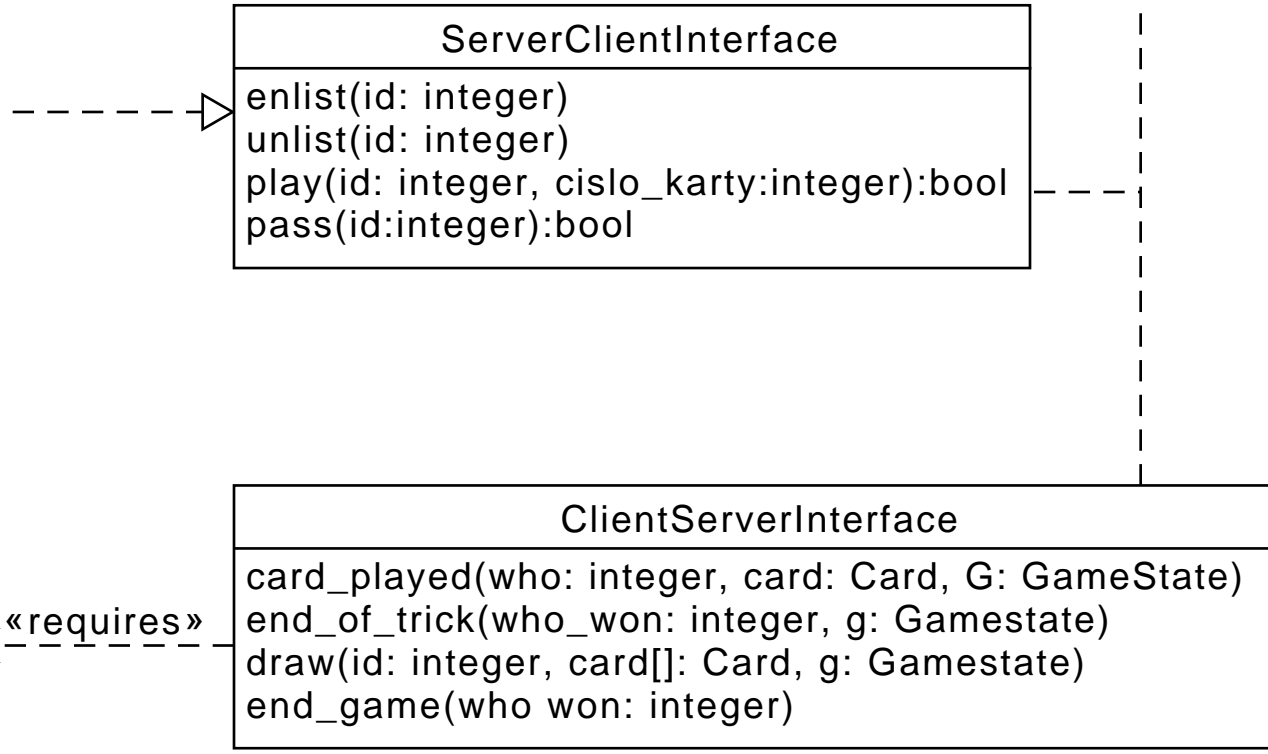 ServerClientInterface
enlist(id: integer)
unlist(id: integer)
play(id: integer, cislo_karty:integer):bool
pass(id:integer):bool
ClientServerInterface
card_played(who: integer, card: Card, G: GameState)
«requires»
end_of_trick(who_won: integer, g: Gamestate)
draw(id: integer, card[]: Card, g: Gamestate)
end_game(who won: integer)